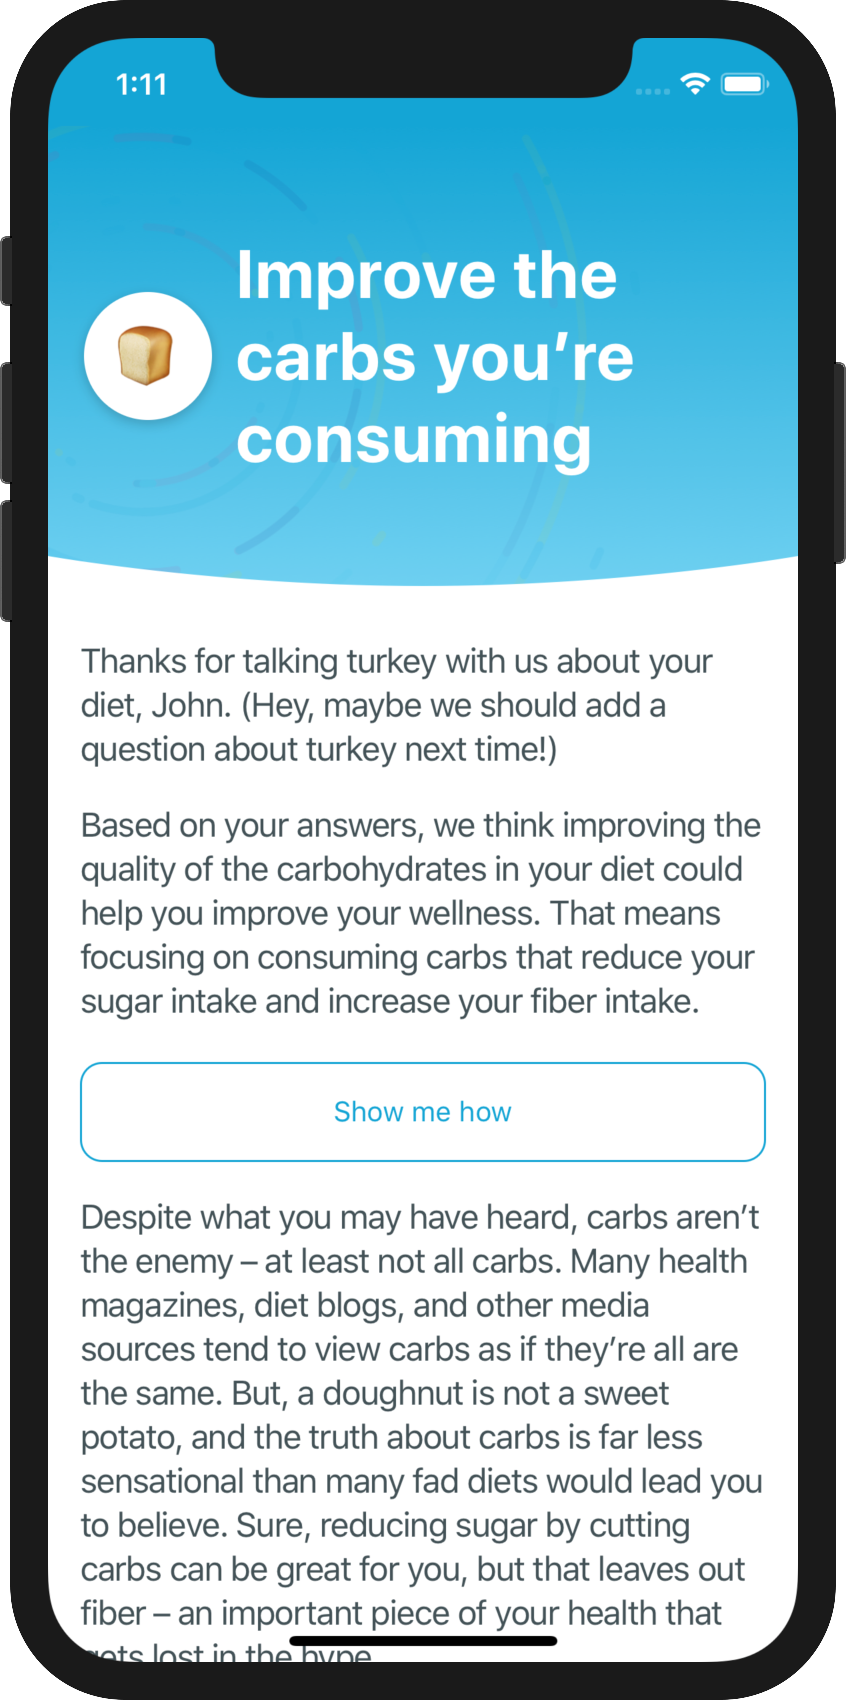 1:11
Improve the
carbs you’re
consuming
Thanks for talking turkey with us about your
diet, John. (Hey, maybe we should add a
question about turkey next time!)
Based on your answers, we think improving the
quality of the carbohydrates in your diet could
help you improve your wellness. That means
focusing on consuming carbs that reduce your
sugar intake and increase your fiber intake.
Show me how
Despite what you may have heard, carbs aren’t
the enemy – at least not all carbs. Many health
magazines, diet blogs, and other media
sources tend to view carbs as if they’re all are
the same. But, a doughnut is not a sweet
potato, and the truth about carbs is far less
sensational than many fad diets would lead you
to believe. Sure, reducing sugar by cutting
carbs can be great for you, but that leaves out
fiber – an important piece of your health that
gets lost in the hype.